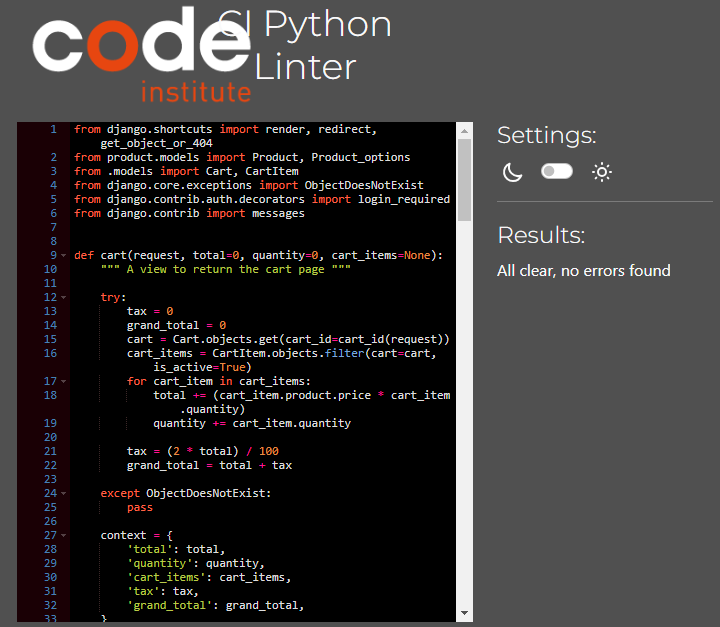 code
institute
CI Python
Linter
1 from django.shortcuts import render, redirect,
get_object_or_404
2 from product.models import Product, Product_options
3 from .models import Cart, CartItem
4 from django.core.exceptions import ObjectDoesNotExist
5 from django.contrib.auth.decorators import login_required
6 from django.contrib import messages
7
8
9 def cart(request, total=0, quantity=0, cart_items=None):
10 """ A view to return the cart page """
11
12 try:
13 tax = 0
14 grand_total = 0
15 cart = Cart.objects.get(cart_id=cart_id(request))
16 cart_items = CartItem.objects.filter(cart=cart,
is_active=True)
17 for cart_item in cart_items:
18 total += (cart_item.product.price * cart_item
.quantity)
19 quantity += cart_item.quantity
20
21 tax = (2 * total) / 100
22 grand_total = total + tax
23
24 except ObjectDoesNotExist:
25 pass
26
27 context = {
28 'total': total,
29 'quantity': quantity,
30 'cart_items': cart_items,
31 'tax': tax,
32 'grand_total': grand_total,
33 }
Settings:
Results:
All clear, no errors found